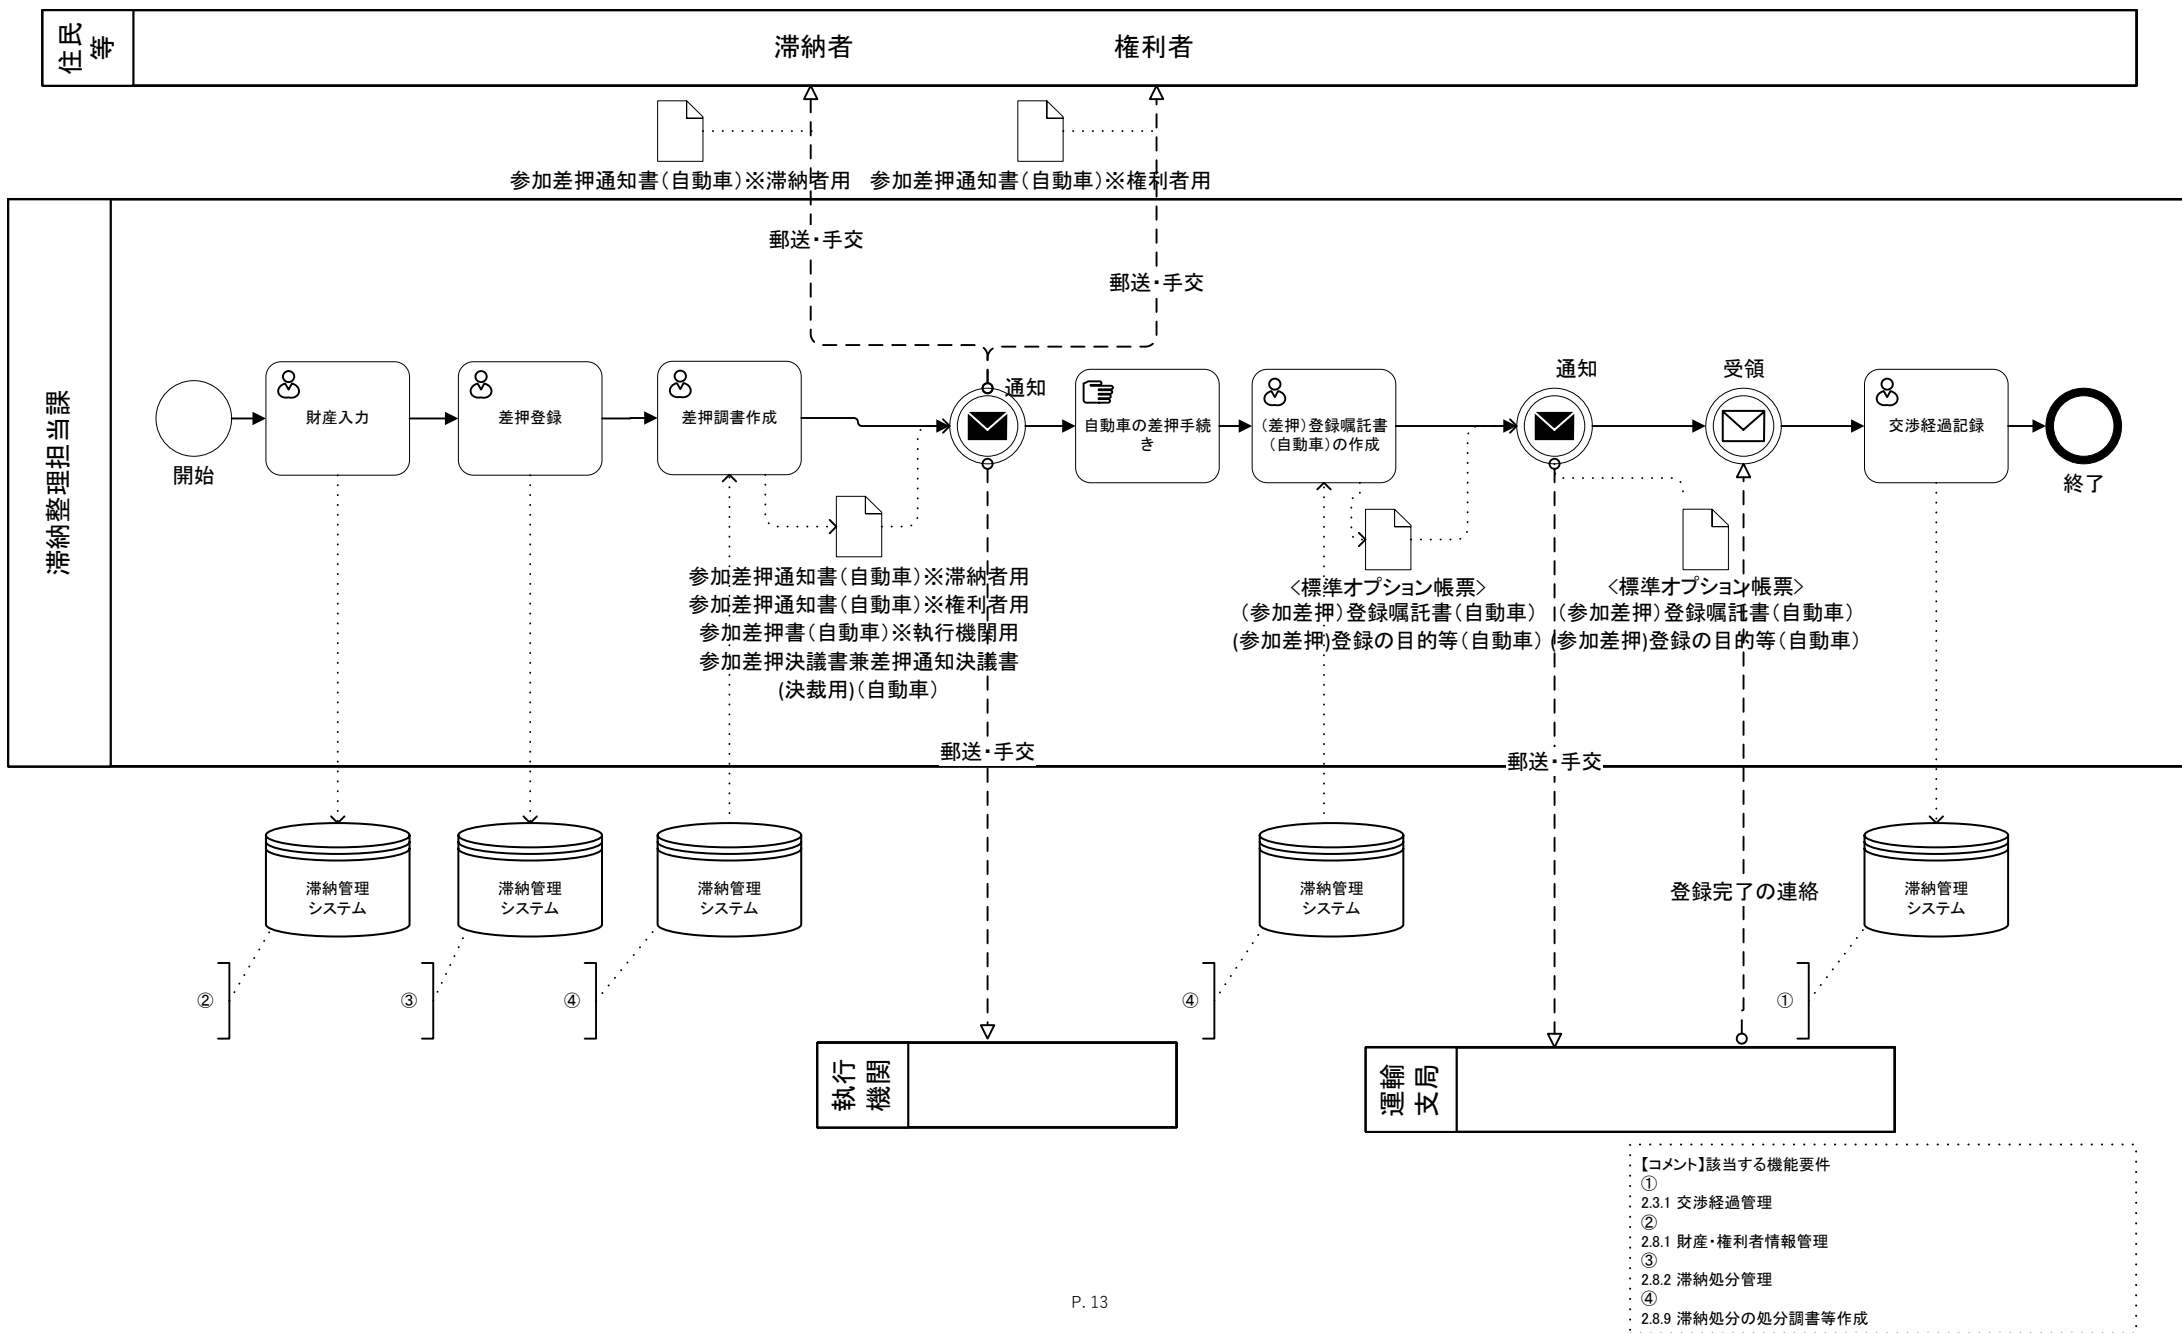 住民
等
滞納者
権利者
参加差押通知書（自動車）※滞納者用
参加差押通知書（自動車）※権利者用
滞納整理担当課
郵送・手交
郵送・手交
開始
財産入力
差押登録
差押調書作成
通知
自動車の差押手続
き
（差押）登録嘱託書
（自動車）の作成
通知
受領
交渉経過記録
終了
参加差押通知書（自動車）※滞納者用
参加差押通知書（自動車）※権利者用
参加差押書（自動車）※執行機関用
参加差押決議書兼差押通知決議書
(決裁用)（自動車）
<標準オプション帳票>
（参加差押）登録嘱託書（自動車）
(参加差押)登録の目的等（自動車）
<標準オプション帳票>
（参加差押）登録嘱託書（自動車）
(参加差押)登録の目的等（自動車）
郵送・手交
郵送・手交
滞納管理
システム
滞納管理
システム
滞納管理
システム
滞納管理
システム
登録完了の連絡
滞納管理
システム
②
③
④
④
①
執行
機関
運輸
支局
【コメント】該当する機能要件
①
2.3.1 交渉経過管理
②
2.8.1 財産・権利者情報管理
③
2.8.2 滞納処分管理
④
2.8.9 滞納処分の処分調書等作成
P. 13